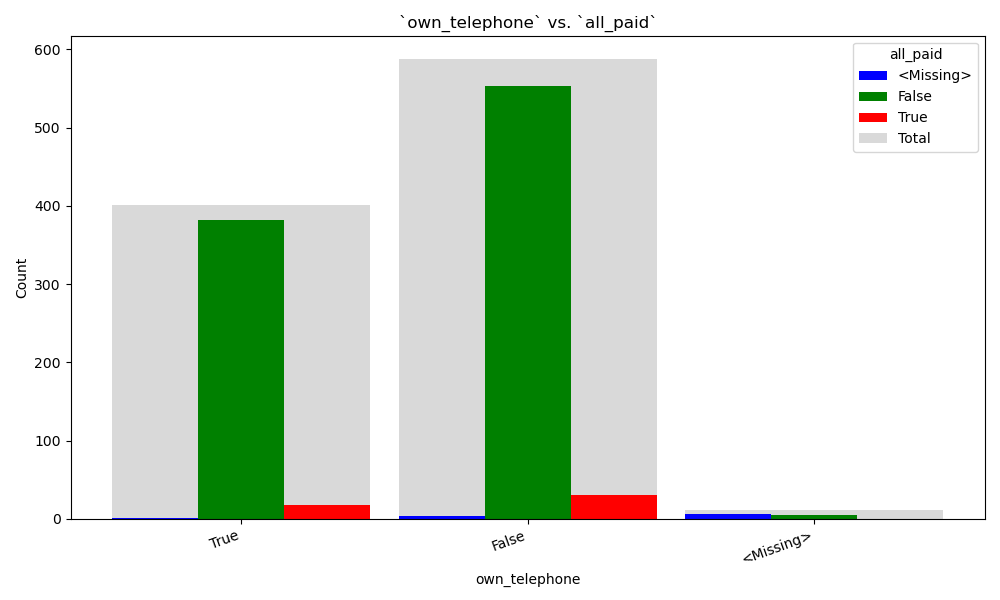 `own_telephone` vs. `all_paid`
all_paid
<Missing>
False
True
Total
Count
600
500
400
300
200
100
0
True
False
<Missing>
own_telephone